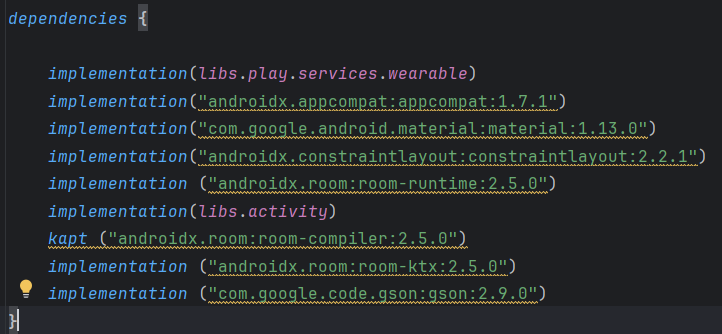 dependencies {
implementation(libs.play.services.wearable)
implementation("androidx.appcompat:appcompat:1.7.1")
implementation("com.google.android.material:material:1.13.0")
implementation("androidx.constraintlayout:constraintlayout:2.2.1")
implementation ("androidx.room:room-runtime:2.5.0")
implementation(libs.activity)
kapt ("androidx.room:room-compiler:2.5.0")
implementation ("androidx.room:room-ktx:2.5.0")
implementation ("com.google.code.gson:gson:2.9.0")
}